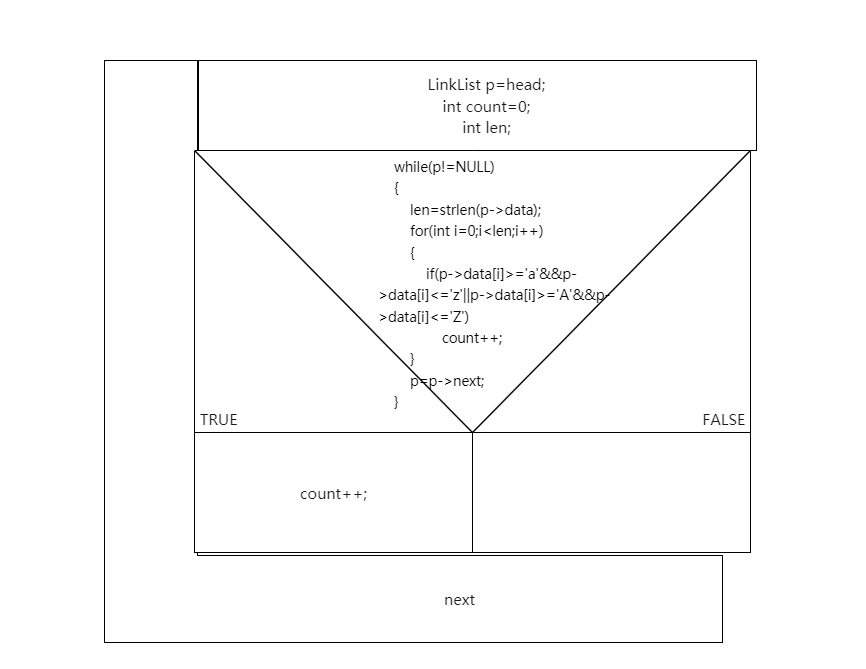 LinkList p=head;
int count=0;
int len;
while(p!=NULL)
{
len=strlen(p->data);
for(int i=0;i<len;i++)
{
if(p->data[i]>='a'&&p-
>data[i]<='z'||p->data[i]>='A'&&p-
>data[i]<='Z')
count++;
}
p=p->next;
}
TRUE
FALSE
count++;
next